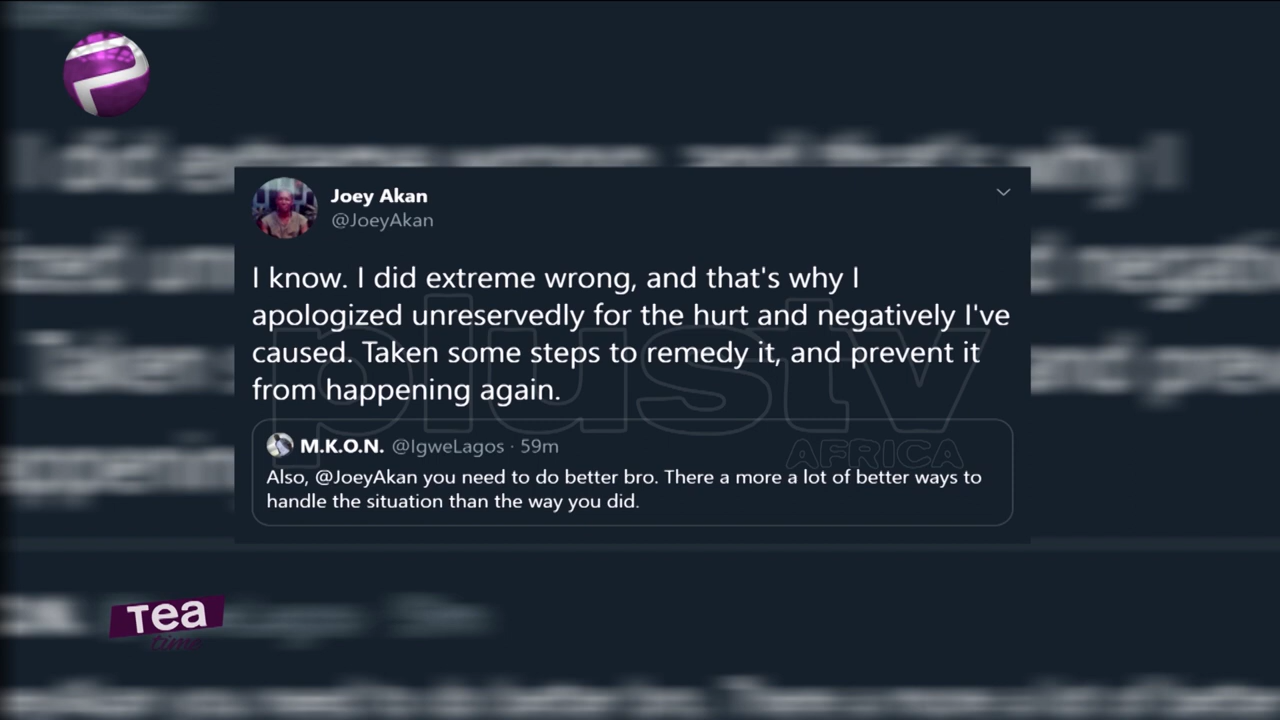 Joey Akan
@JoeyAkan
I know. I did extreme wrong, and that's why I
apologized unreservedly for the hurt and negatively I've
caused. Taken some steps to remedy it, and prevent it
from happening again.
M.K.O.N. @IgweLagos · 59m
Also, @JoeyAkan you need to do better bro. There a more a lot of better ways to
handle the situation than the way you did.
plustv
AFRICA
Tea
time